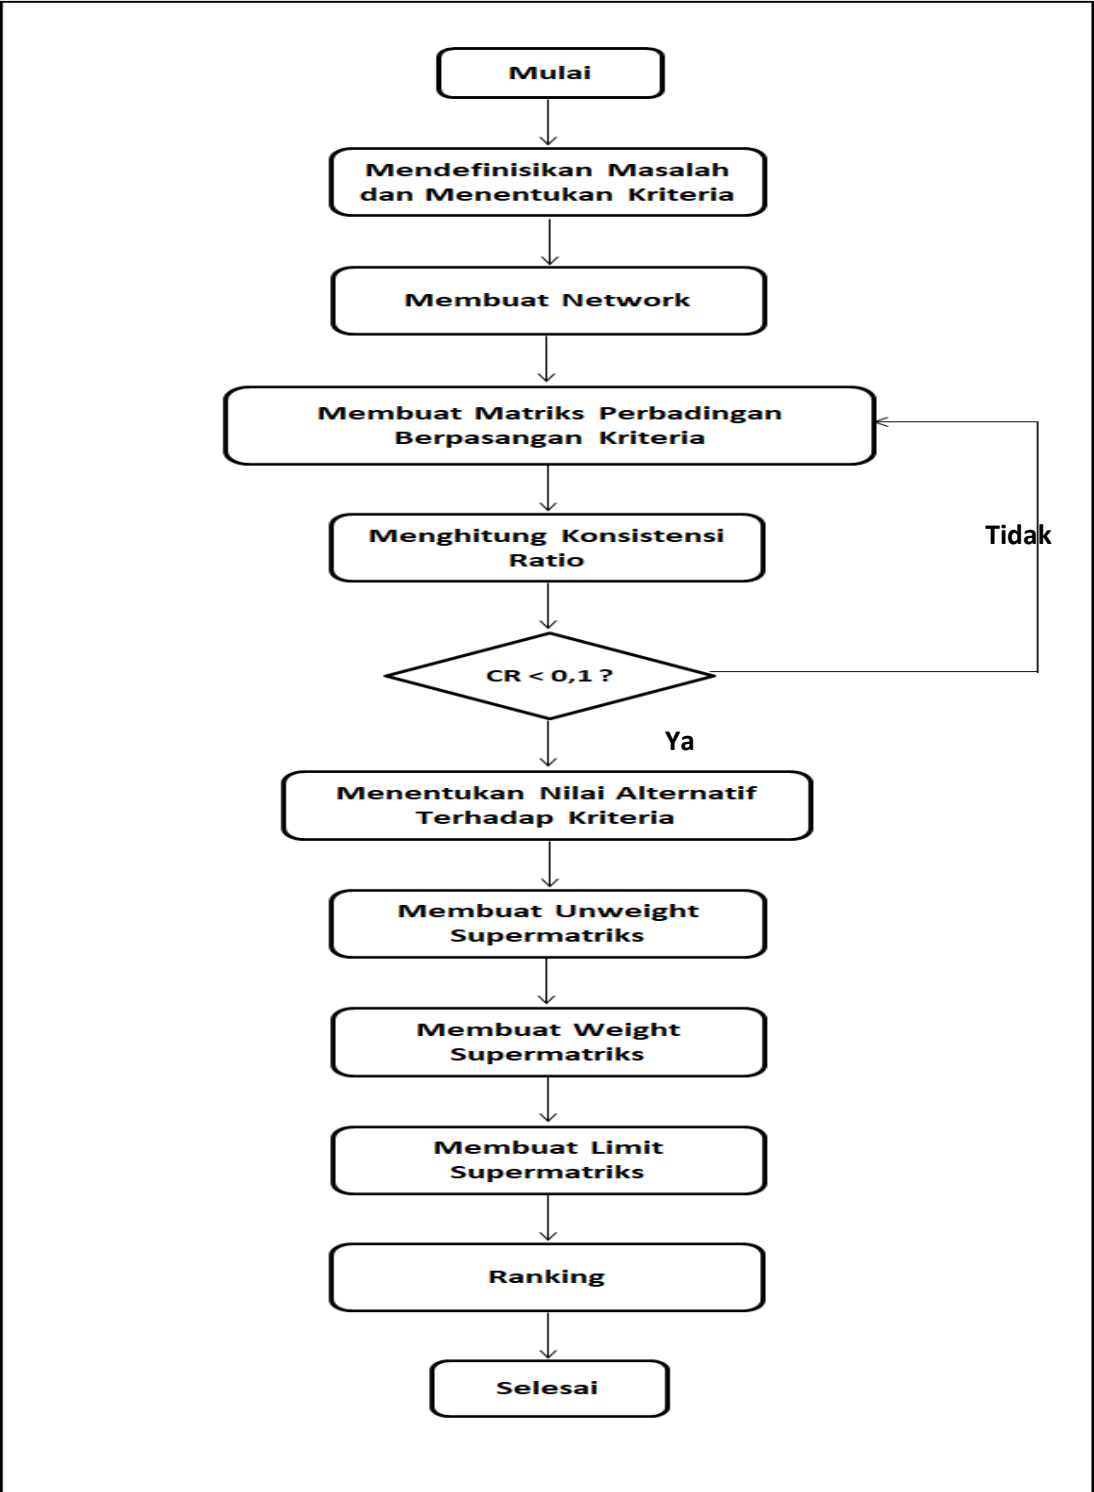 Mulai
Mendefinisikan Masalah
dan Menentukan Kriteria
Membuat Network
Membuat Matriks Perbadingan
Berpasangan Kriteria
Menghitung Konsistensi
Ratio
Tidak
CR < 0,1 ?
Ya
Menentukan Nilai Alternatif
Terhadap Kriteria
Membuat Unweight
Supermatriks
Membuat Weight
Supermatriks
Membuat Limit
Supermatriks
Ranking
Selesai